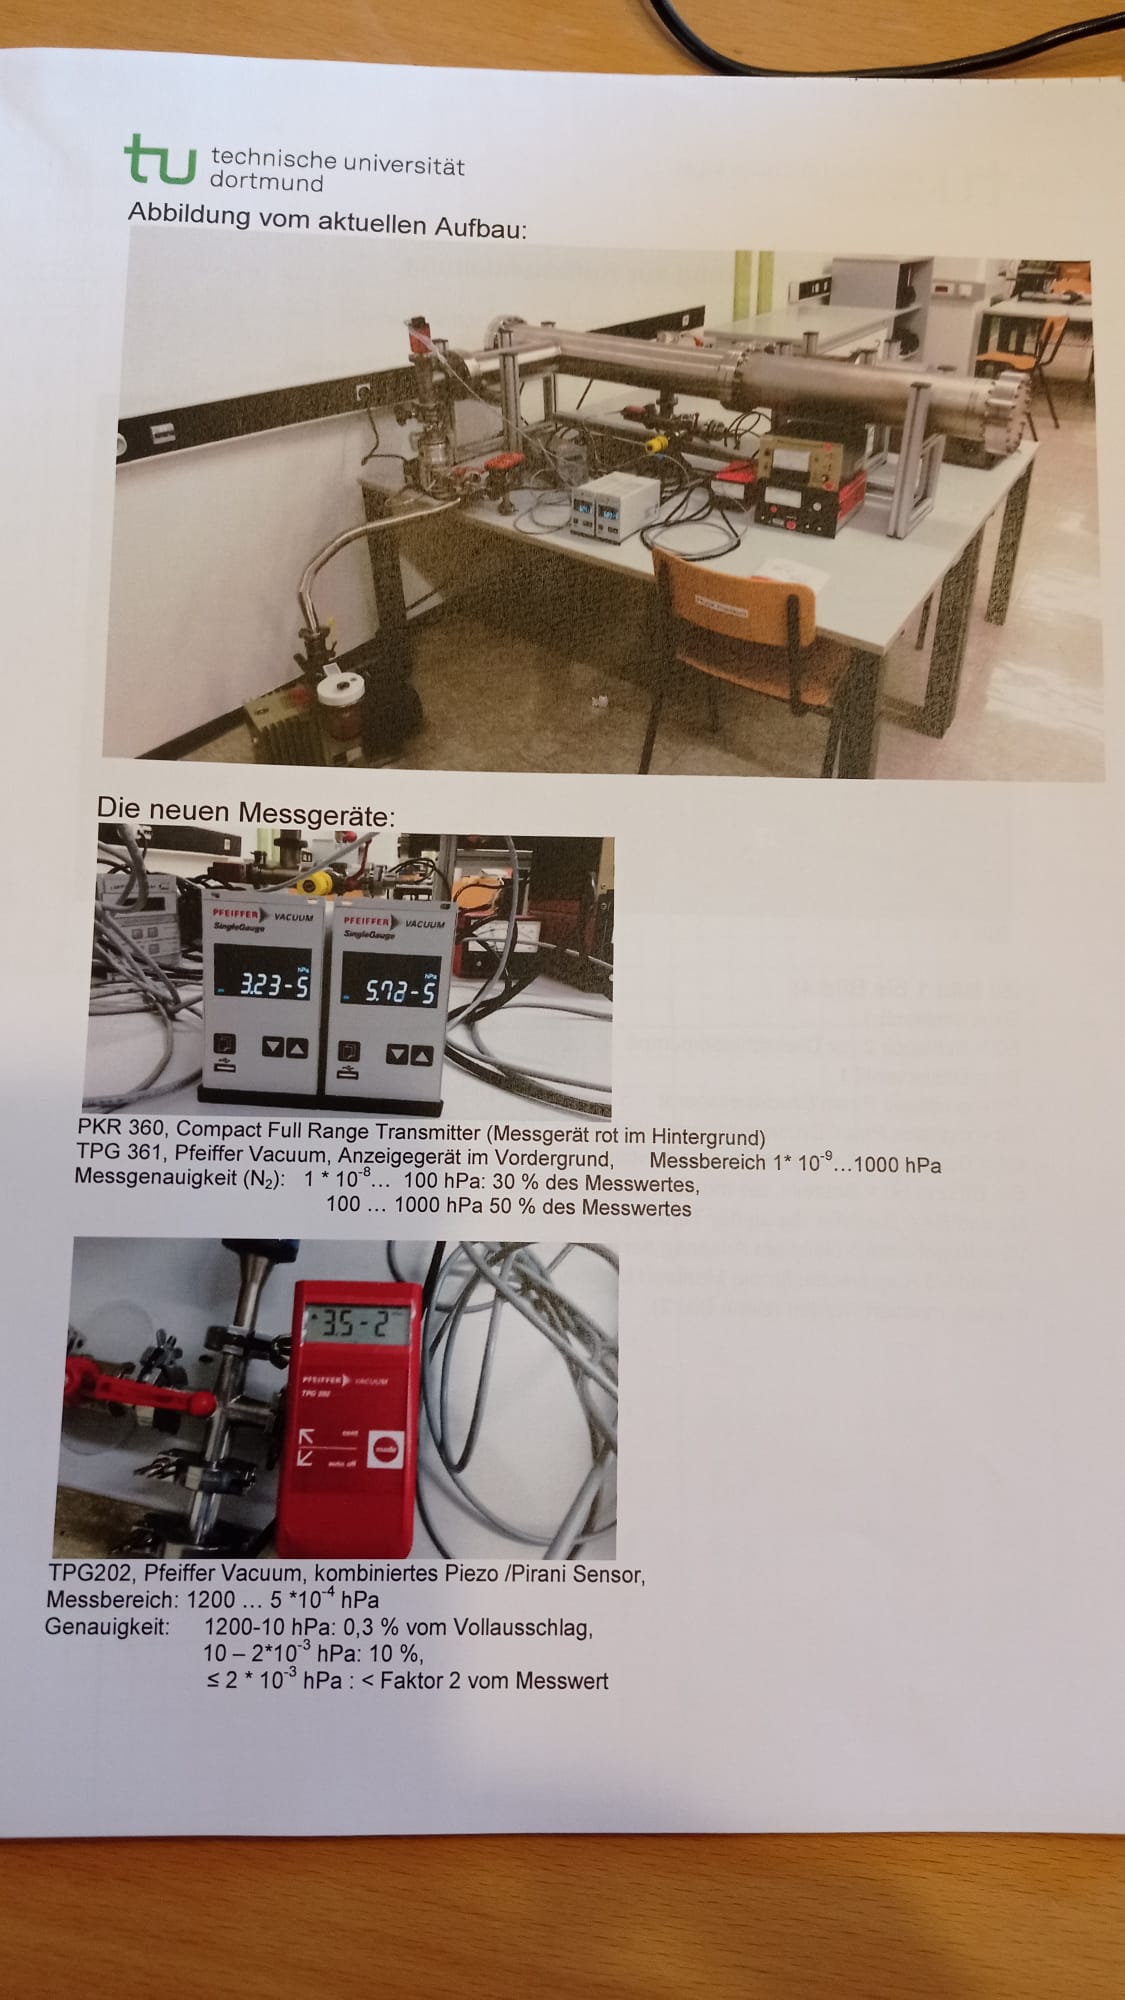 technische universität
dortmund
Abbildung vom aktuellen Aufbau:
Die neuen Messgeräte:
PFEIFFER VACUUM
SingleGauge
PFEIFFER VACUUM
SingleGauge
hPa
3.23-5
hPa
PKR 360, Compact Full Range Transmitter (Messgerät rot im Hintergrund)
TPG 361, Pfeiffer Vacuum, Anzeigegerät im Vordergrund, Messbereich 1* 10⁻⁹…1000 hPa
Messgenauigkeit (N₂): 1 * 10⁻⁸… 100 hPa: 30 % des Messwertes,
100 … 1000 hPa 50 % des Messwertes
3.5-2
PFEIFFER VACUUM
TPG 202
mode
auto off
TPG202, Pfeiffer Vacuum, kombiniertes Piezo /Pirani Sensor,
Messbereich: 1200 … 5 *10⁻⁴ hPa
Genauigkeit: 1200-10 hPa: 0,3 % vom Vollausschlag,
10 – 2*10⁻³ hPa: 10 %,
≤ 2 * 10⁻³ hPa : < Faktor 2 vom Messwert